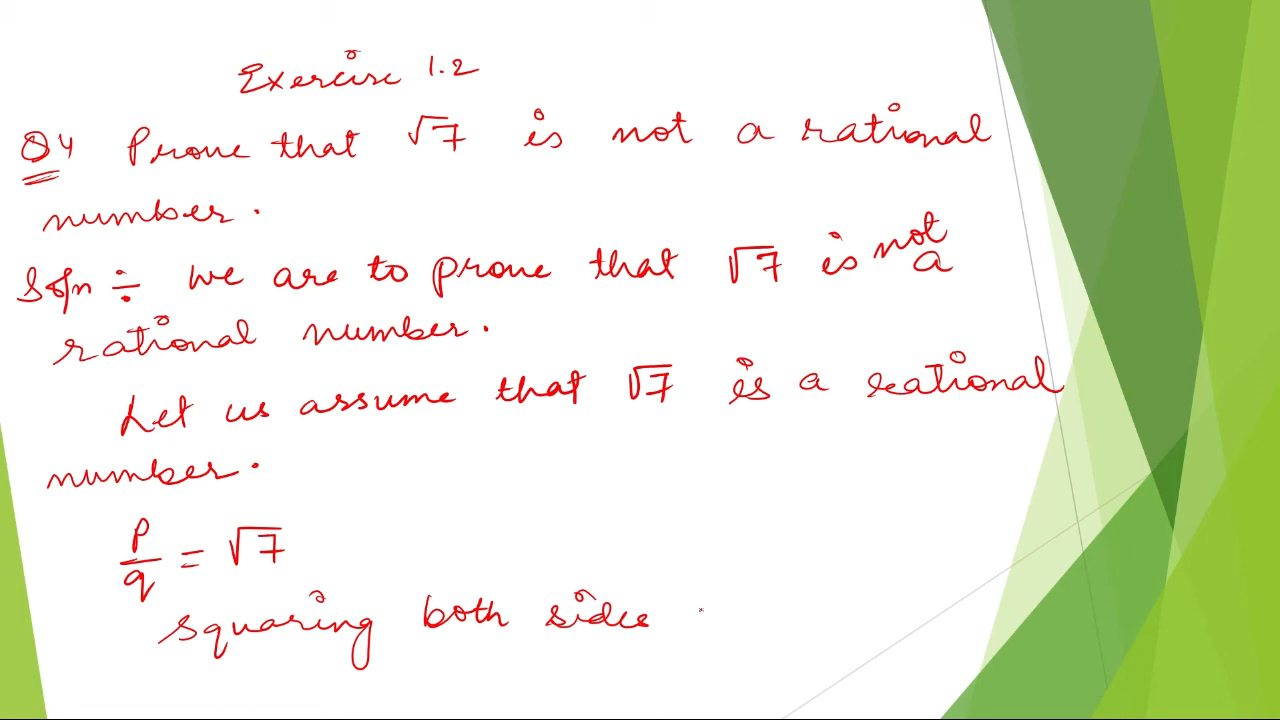 Exercise 1.2
Q4 Prove that √7 is not a rational
number.
Soln ÷ We are to prove that √7 is not a
rational number.
Let us assume that √7 is a rational
number.
p/q = √7
squaring both sides